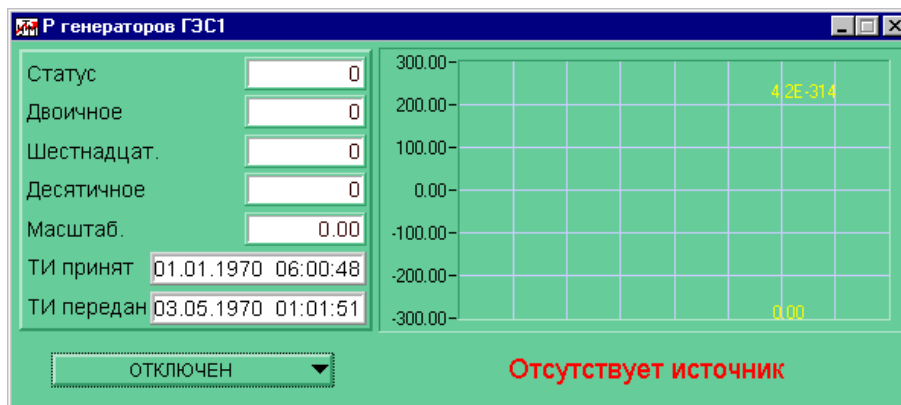 Р генераторов ГЭС1
Статус 0
Двоичное 0
Шестнадцат. 0
Десятичное 0
Масштаб. 0.00
ТИ принят 01.01.1970 06:00:48
ТИ передан 03.05.1970 01:01:51
ОТКЛЮЧЕН
300.00
4.2E-314
200.00
100.00
0.00
-100.00
-200.00
-300.00
0.00
Отсутствует источник